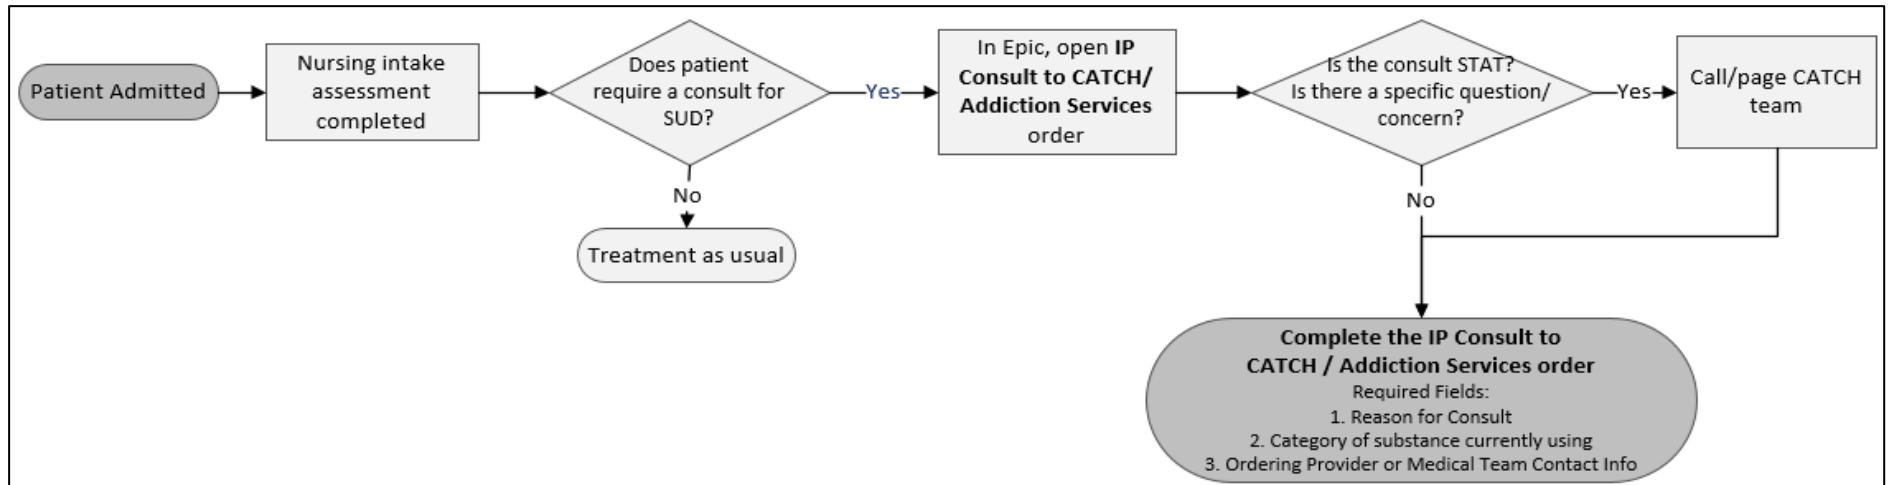 Patient Admitted
Nursing intake
assessment
completed
Does patient
require a consult for
SUD?
Yes
In Epic, open IP
Consult to CATCH/
Addiction Services
order
Is the consult STAT?
Is there a specific question/
concern?
Yes
Call/page CATCH
team
No
Treatment as usual
No
Complete the IP Consult to
CATCH / Addiction Services order
Required Fields:
1. Reason for Consult
2. Category of substance currently using
3. Ordering Provider or Medical Team Contact Info